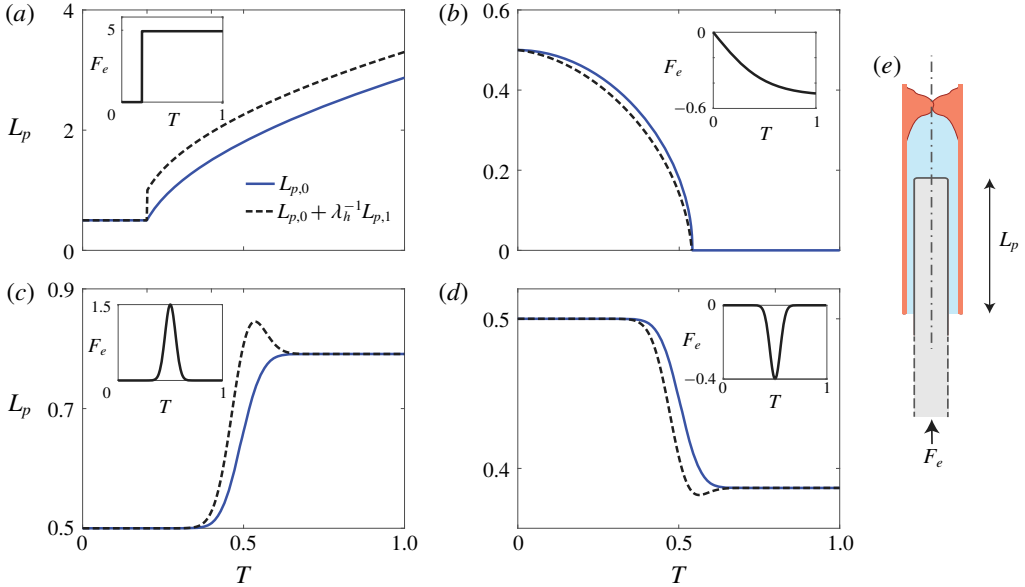 (a)
4
2
0
L_p
5
F_e
0
T
1
L_{p,0}
L_{p,0} + λ_h^{-1}L_{p,1}
(b)
0.6
0.4
0.2
0
0
F_e
−0.6
0
T
1
(c)
0.9
0.7
0.5
L_p
1.5
F_e
0
T
1
0
0.5
1.0
T
(d)
0.5
0.4
0
F_e
−0.4
0
T
1
0
0.5
1.0
T
(e)
L_p
F_e